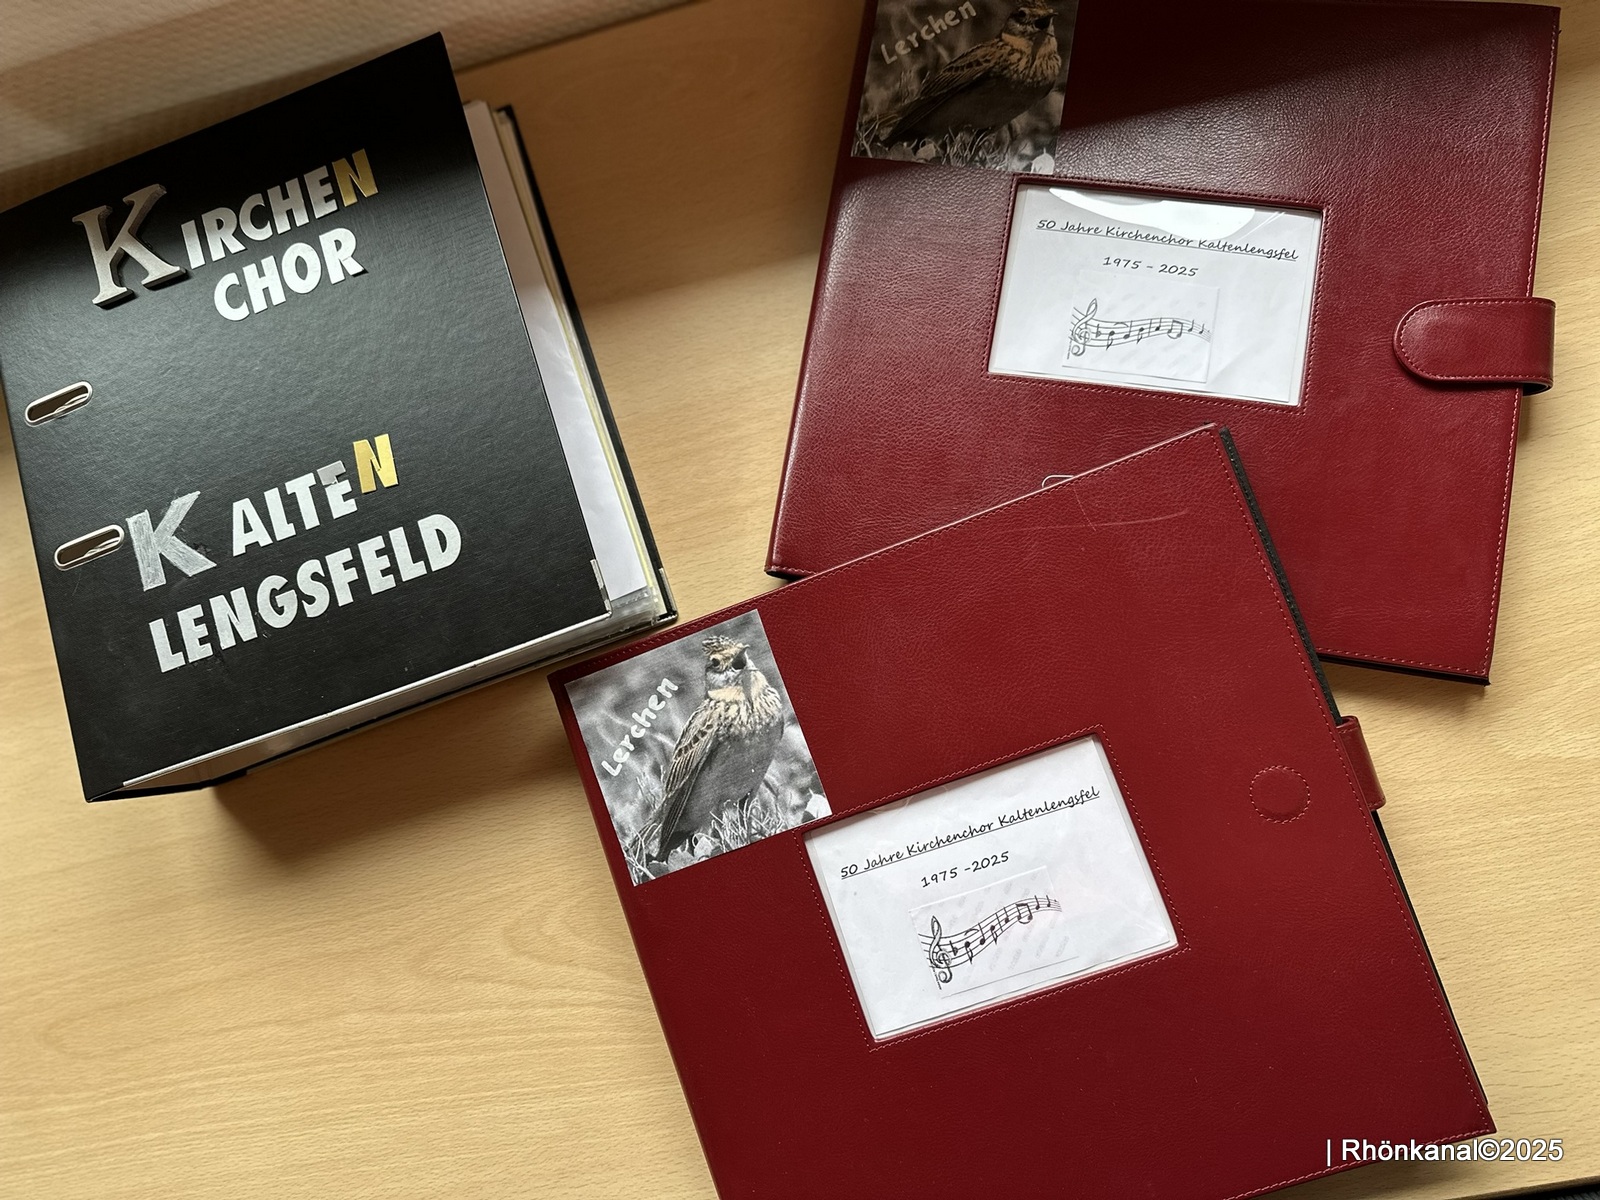 KIRCHEN
CHOR
KALTEN
LENGSFELD
Lerchen
50 Jahre Kirchenchor Kaltenlengsfel
1975 - 2025
Lerchen
50 Jahre Kirchenchor Kaltenlengsfel
1975 -2025
| Rhönkanal©2025